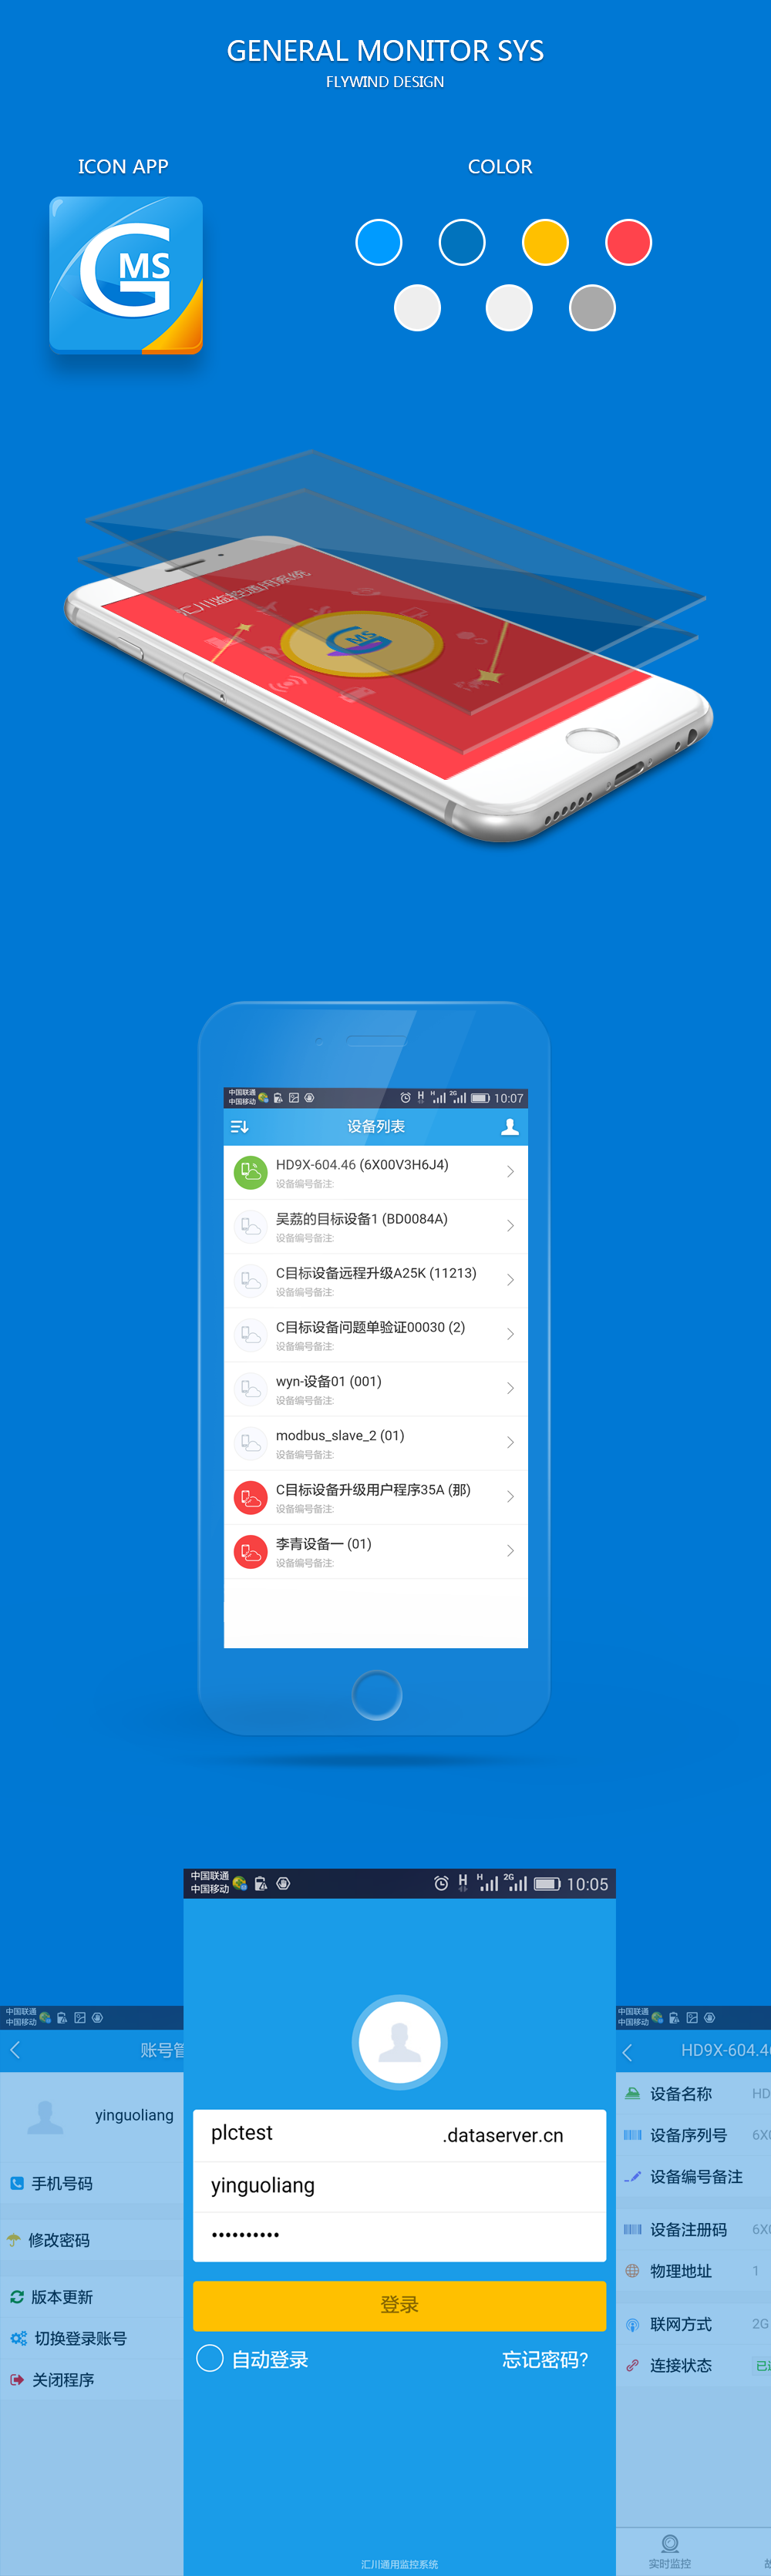 GENERAL MONITOR SYS
FLYWIND DESIGN
ICON APP
COLOR
G MS
汇川监控通用系统
G MS
中国联通
中国移动
H H 2G 10:07
设备列表
HD9X-604.46 (6X00V3H6J4)
设备编号备注:
吴荔的目标设备1 (BD0084A)
设备编号备注:
C目标设备远程升级A25K (11213)
设备编号备注:
C目标设备问题单验证00030 (2)
设备编号备注:
wyn-设备01 (001)
设备编号备注:
modbus_slave_2 (01)
设备编号备注:
C目标设备升级用户程序35A (那)
设备编号备注:
李青设备一 (01)
设备编号备注:
中国联通
中国移动
H H 2G 10:05
plctest .dataserver.cn
yinguoliang
••••••••••
登录
自动登录 忘记密码?
汇川通用监控系统
中国联通
中国移动
账号管
yinguoliang
手机号码
修改密码
版本更新
切换登录账号
关闭程序
中国联通
中国移动
HD9X-604.46
设备名称 HD
设备序列号 6X0
设备编号备注
设备注册码 6X0
物理地址 1
联网方式 2G
连接状态 已
实时监控